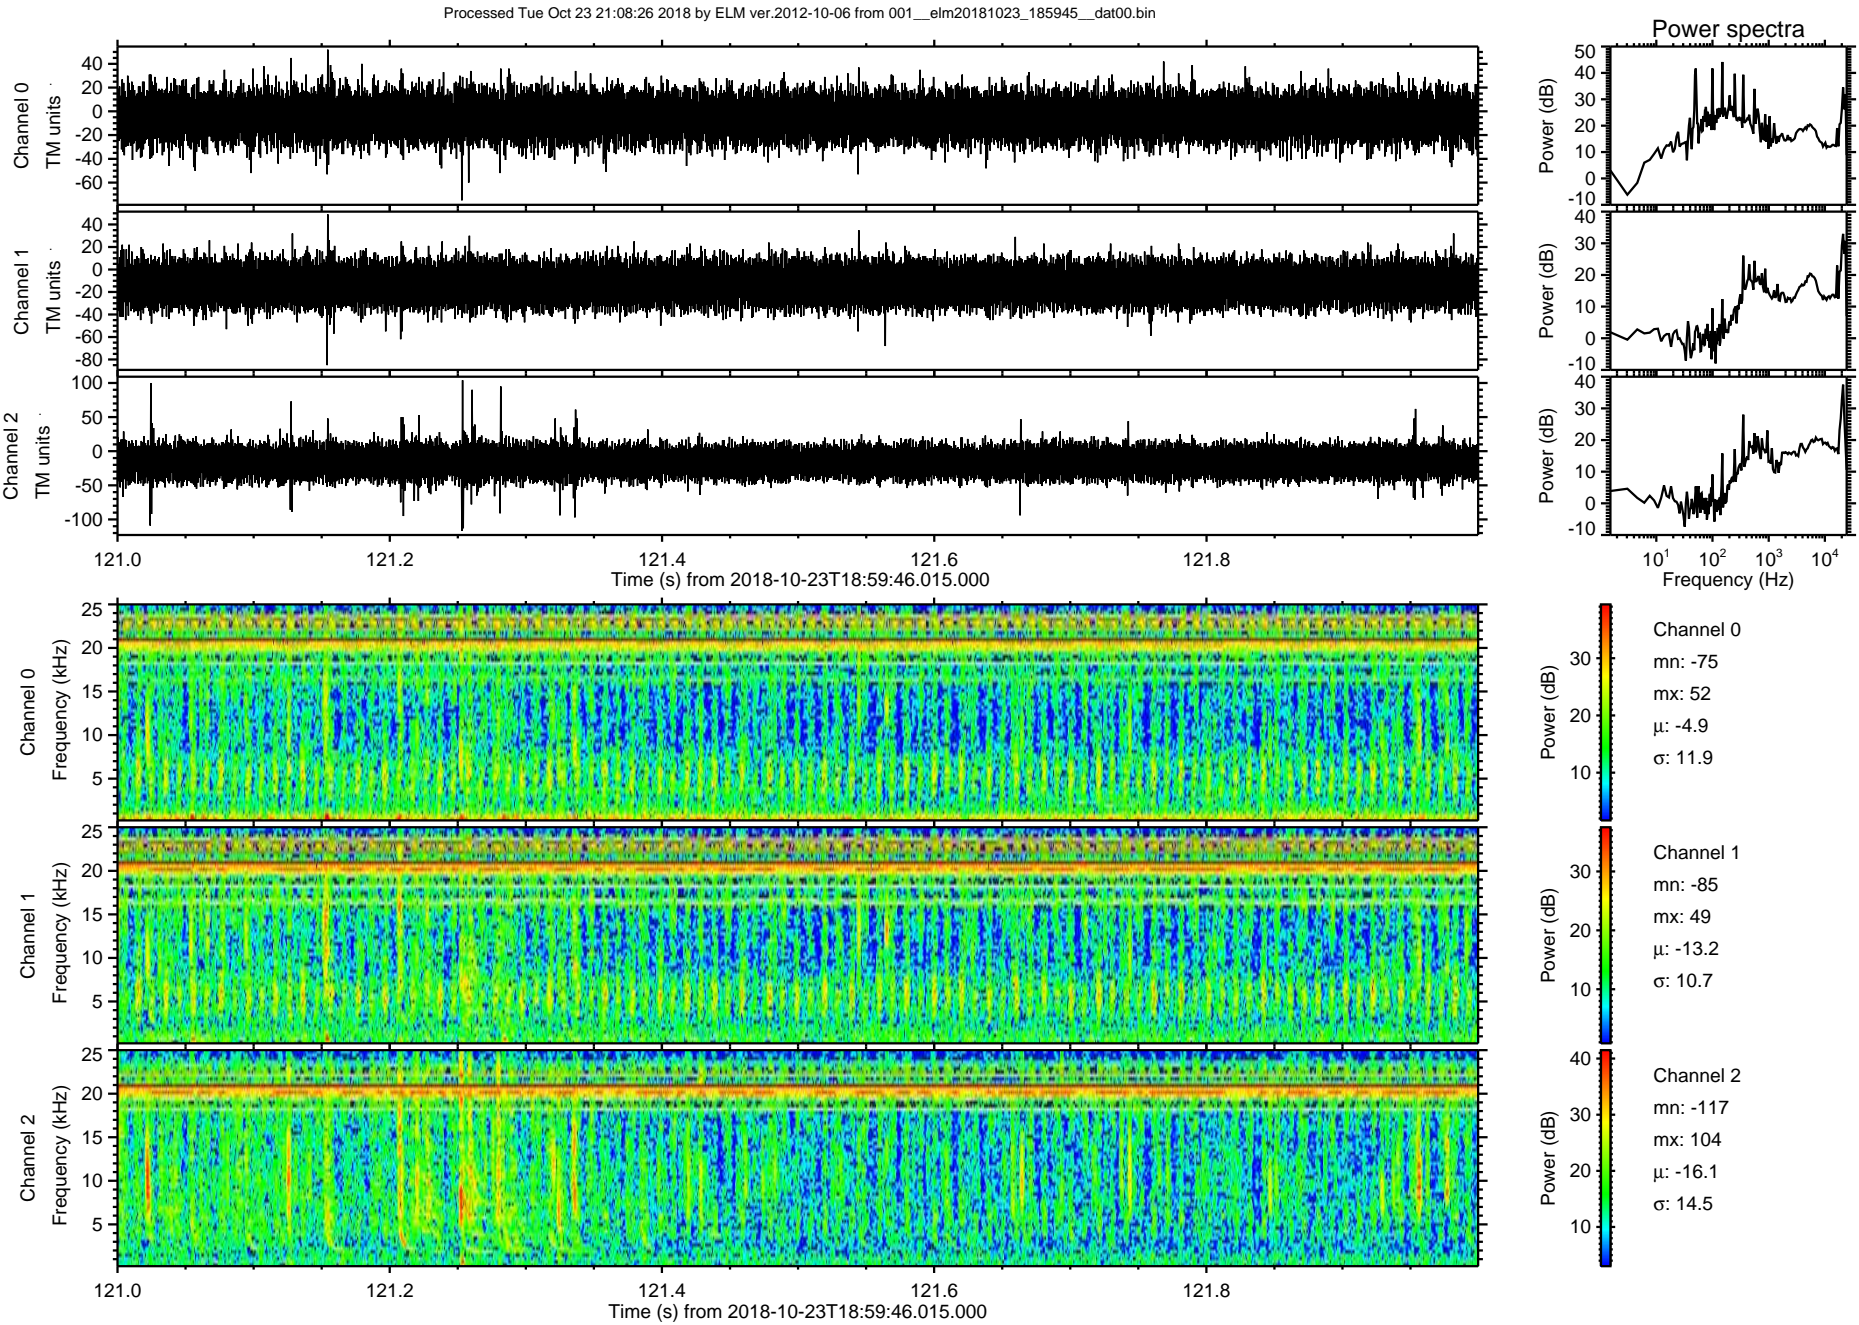 Processed Tue Oct 23 21:08:26 2018 by ELM ver.2012-10-06 from 001__elm20181023_185945__dat00.bin
Power spectra
Channel 0
TM units
40
20
0
-20
-40
-60
Power (dB)
50
40
30
20
10
0
-10
Channel 1
TM units
40
20
0
-20
-40
-60
-80
Power (dB)
40
30
20
10
0
-10
Channel 2
TM units
100
50
0
-50
-100
Power (dB)
40
30
20
10
0
-10
121.0 121.2 121.4 121.6 121.8
Time (s) from 2018-10-23T18:59:46.015.000
10¹ 10² 10³ 10⁴
Frequency (Hz)
Channel 0
Frequency (kHz)
25
20
15
10
5
Power (dB)
30
20
10
Channel 0
mn: -75
mx: 52
μ: -4.9
σ: 11.9
Channel 1
Frequency (kHz)
25
20
15
10
5
Power (dB)
30
20
10
Channel 1
mn: -85
mx: 49
μ: -13.2
σ: 10.7
Channel 2
Frequency (kHz)
25
20
15
10
5
Power (dB)
40
30
20
10
Channel 2
mn: -117
mx: 104
μ: -16.1
σ: 14.5
121.0 121.2 121.4 121.6 121.8
Time (s) from 2018-10-23T18:59:46.015.000